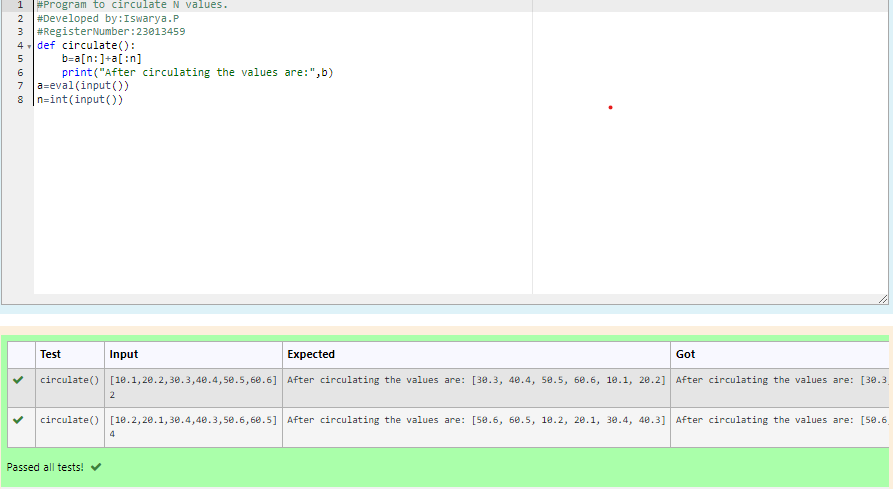 1 #Program to circulate N values.
2 #Developed by:Iswarya.P
3 #RegisterNumber:23013459
4 def circulate():
5     b=a[n:]+a[:n]
6     print("After circulating the values are:",b)
7 a=eval(input())
8 n=int(input())
Test Input Expected Got
circulate() [10.1,20.2,30.3,40.4,50.5,60.6] After circulating the values are: [30.3, 40.4, 50.5, 60.6, 10.1, 20.2] After circulating the values are: [30.3,
2
circulate() [10.2,20.1,30.4,40.3,50.6,60.5] After circulating the values are: [50.6, 60.5, 10.2, 20.1, 30.4, 40.3] After circulating the values are: [50.6,
4
Passed all tests!